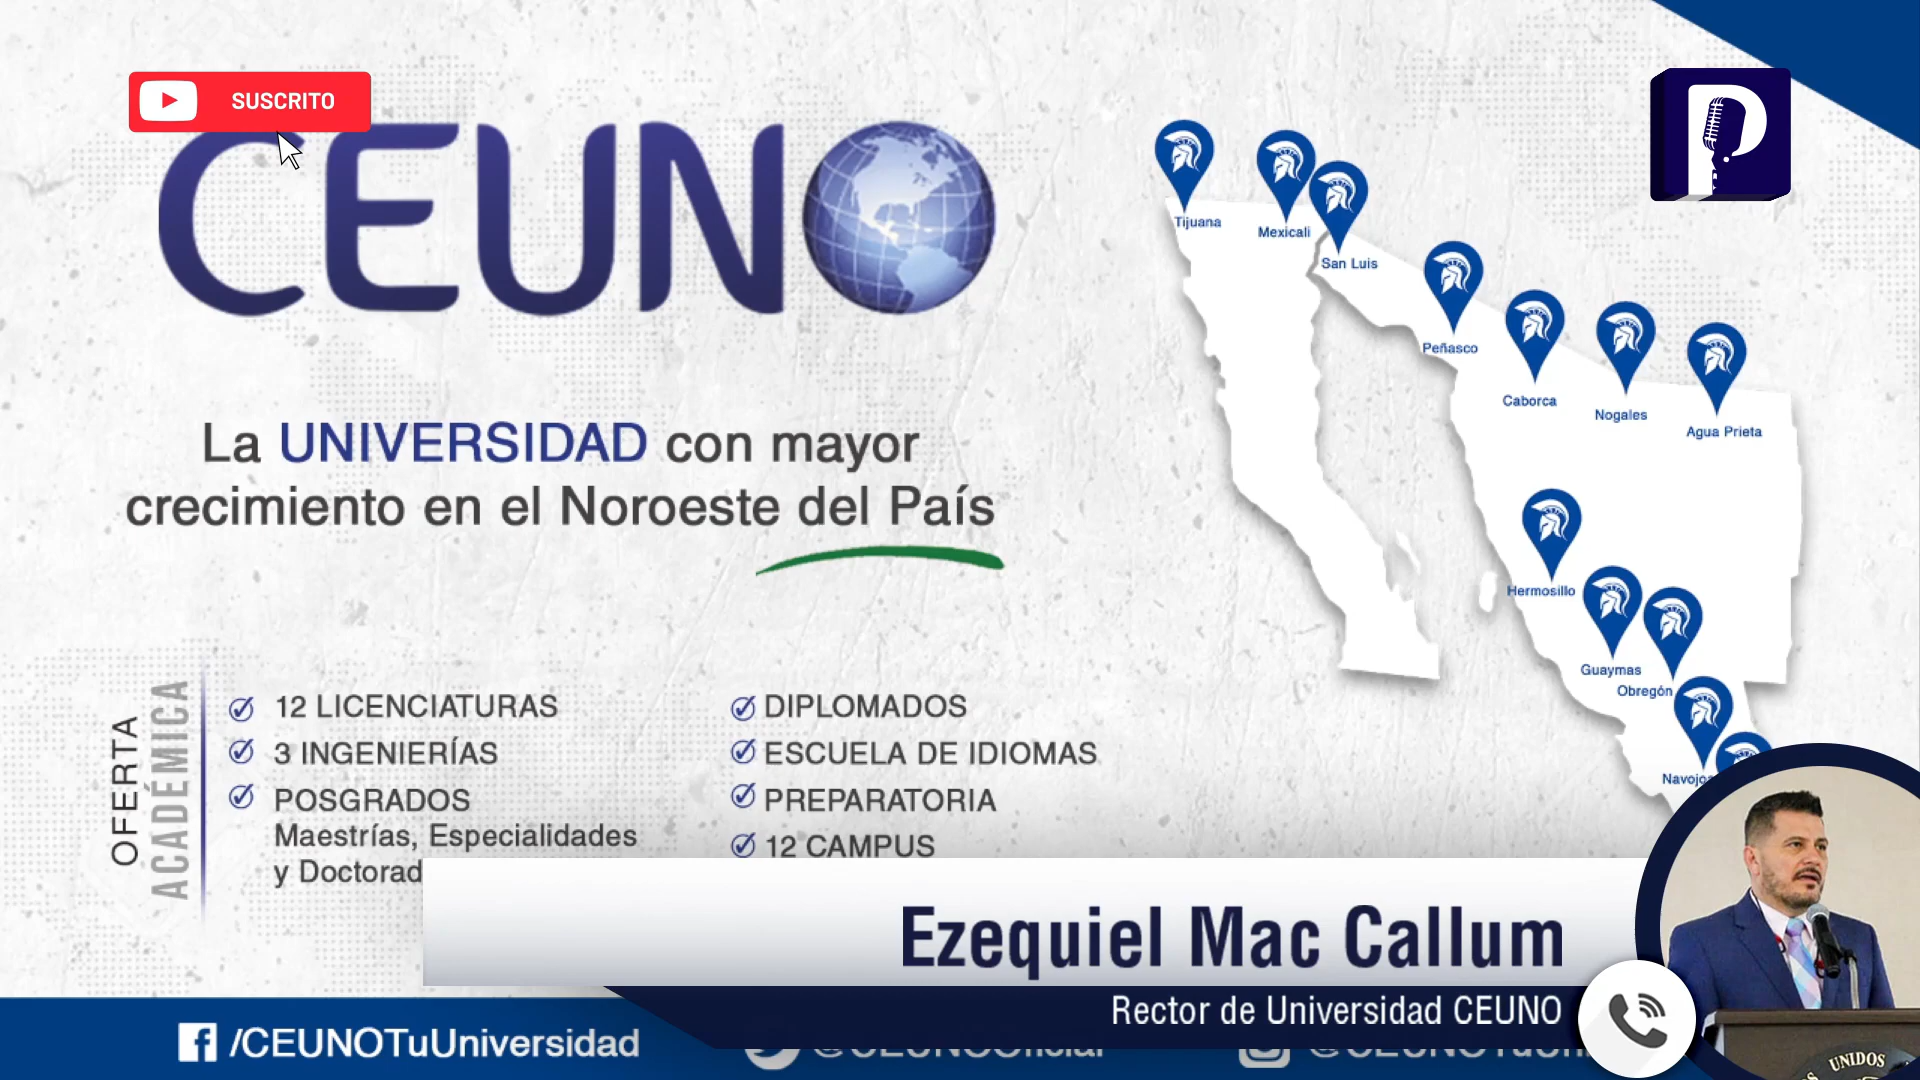 SUSCRITO
CEUNO
P
La UNIVERSIDAD con mayor
crecimiento en el Noroeste del País
OFERTA
ACADÉMICA
12 LICENCIATURAS
3 INGENIERÍAS
POSGRADOS
Maestrías, Especialidades
y Doctorad
DIPLOMADOS
ESCUELA DE IDIOMAS
PREPARATORIA
12 CAMPUS
Tijuana
Mexicali
San Luis
Peñasco
Caborca
Nogales
Agua Prieta
Hermosillo
Guaymas
Obregón
Navojoa
Ezequiel Mac Callum
Rector de Universidad CEUNO
/CEUNOTuUniversidad
UNIDOS